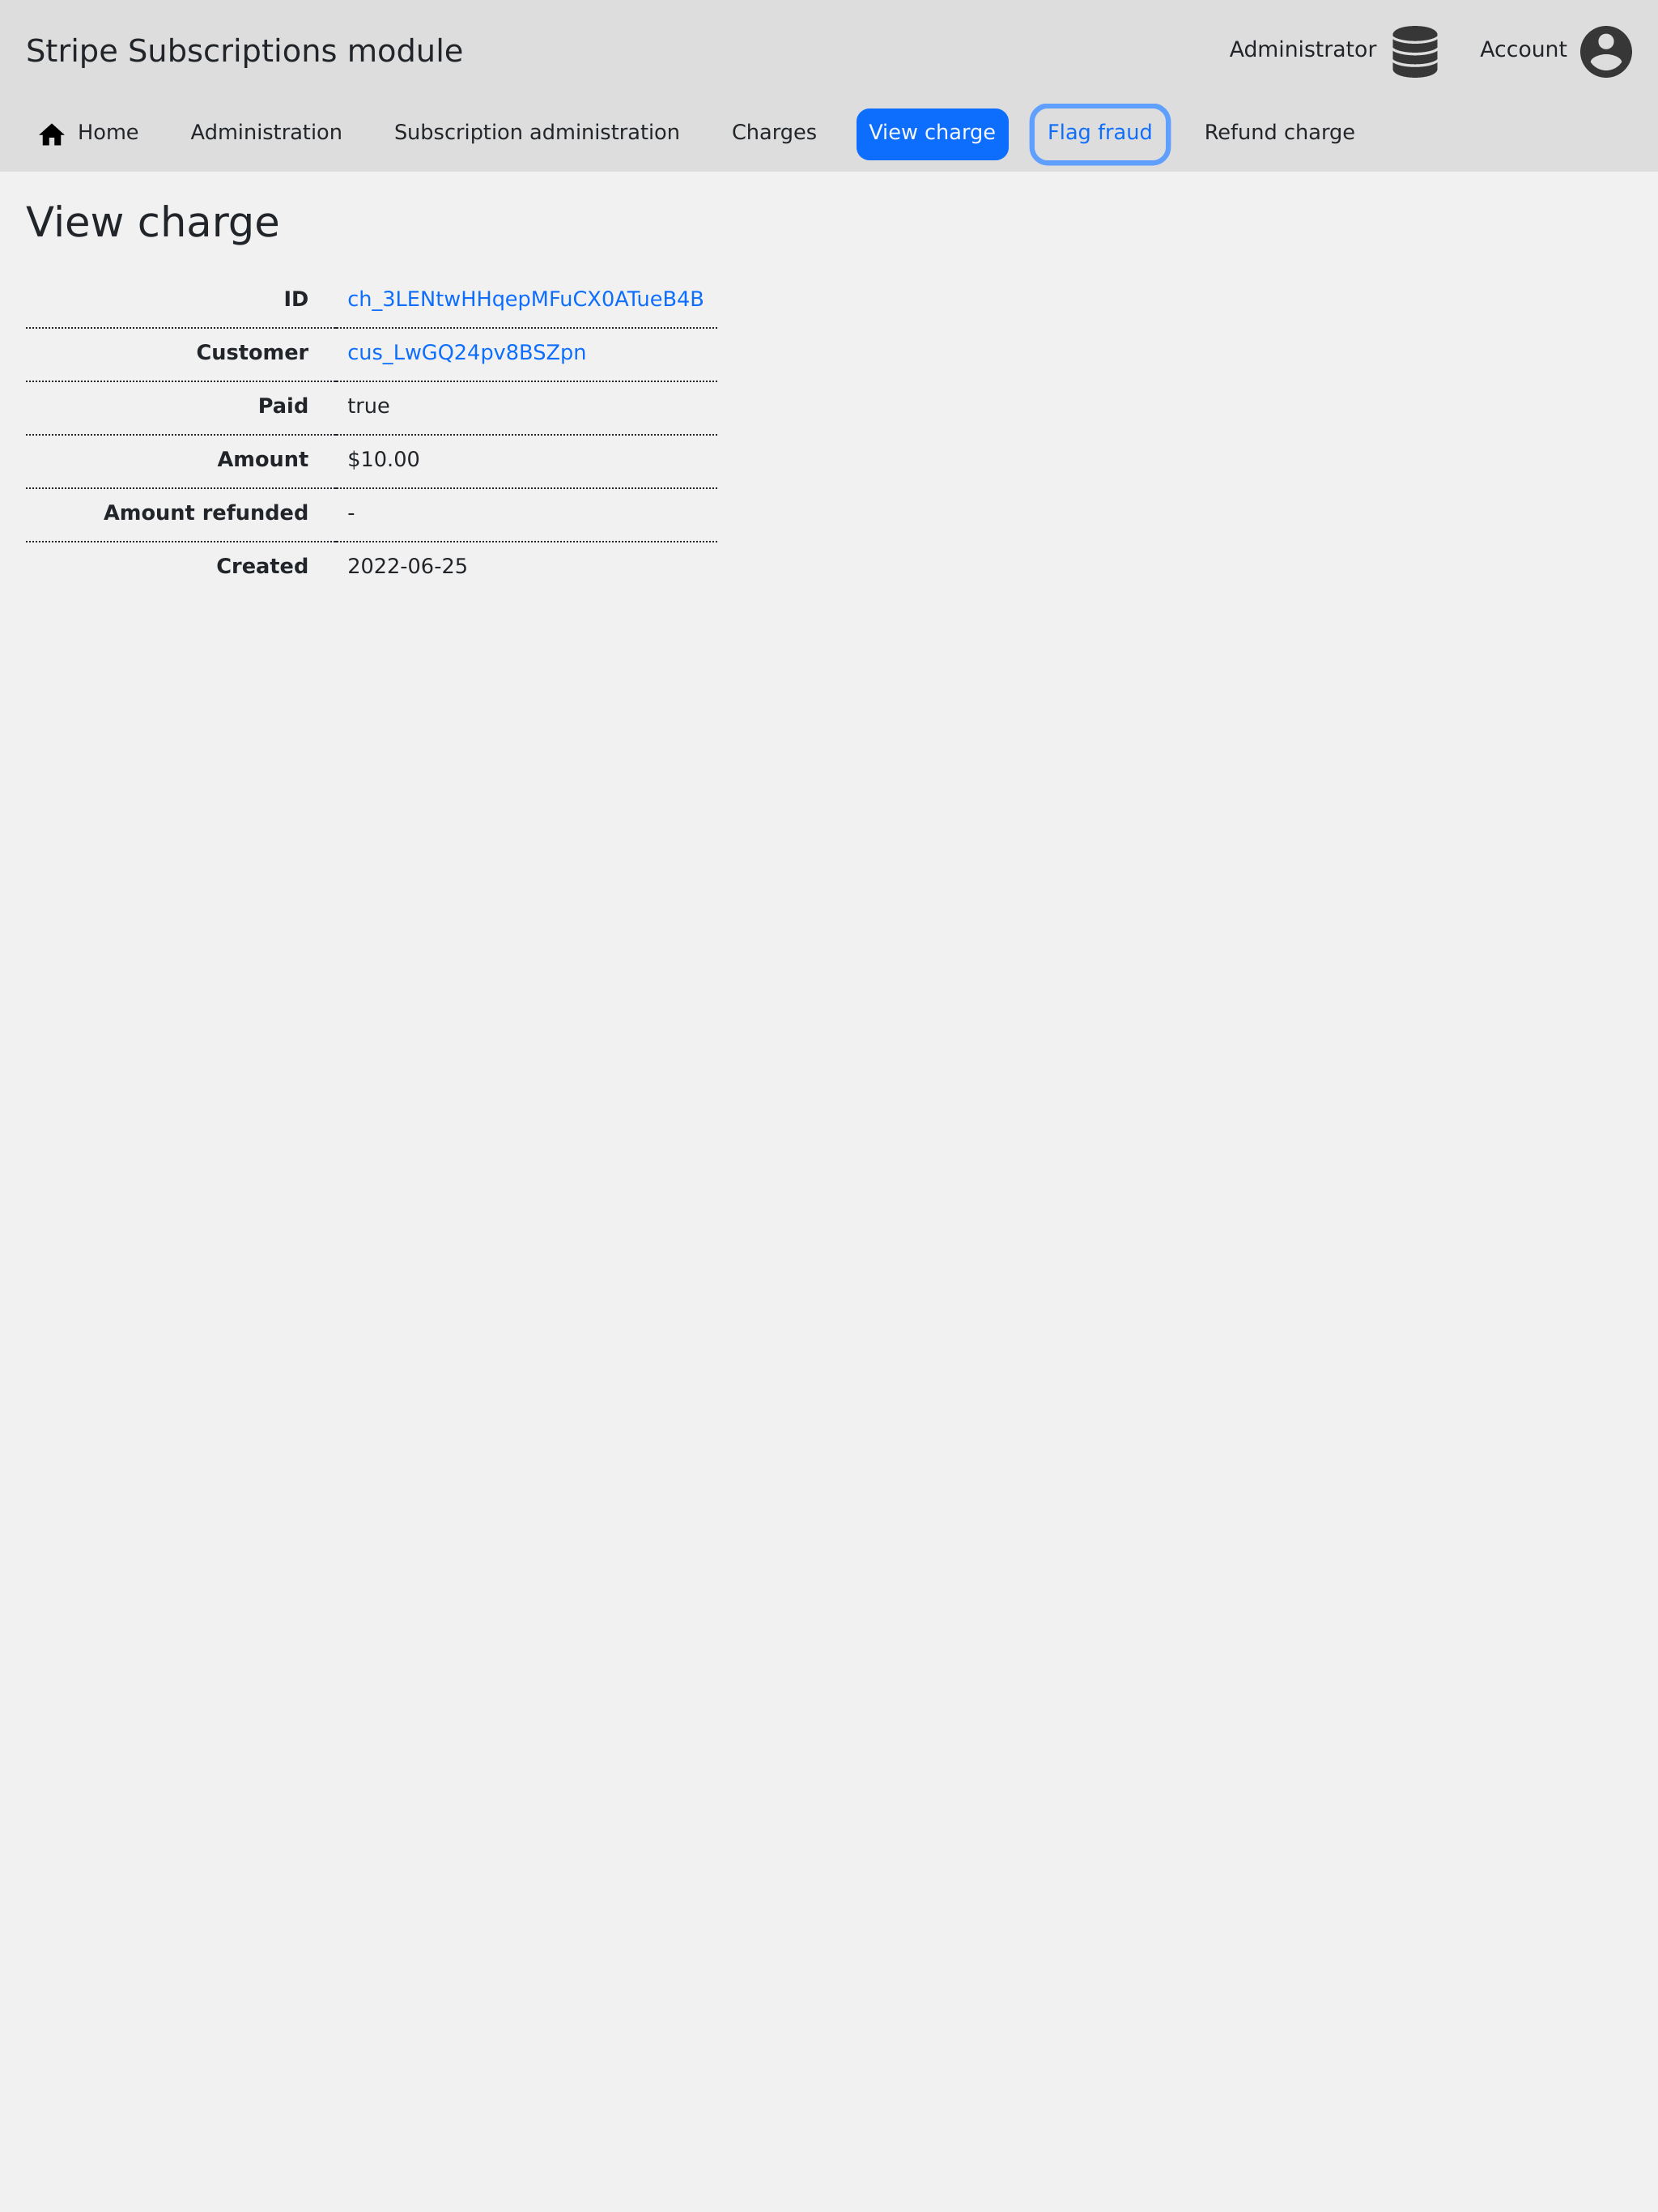 Stripe Subscriptions module Administrator Account
Home Administration Subscription administration Charges View charge Flag fraud Refund charge
View charge
ID ch_3LENtwHHqepMFuCX0ATueB4B
Customer cus_LwGQ24pv8BSZpn
Paid true
Amount $10.00
Amount refunded -
Created 2022-06-25